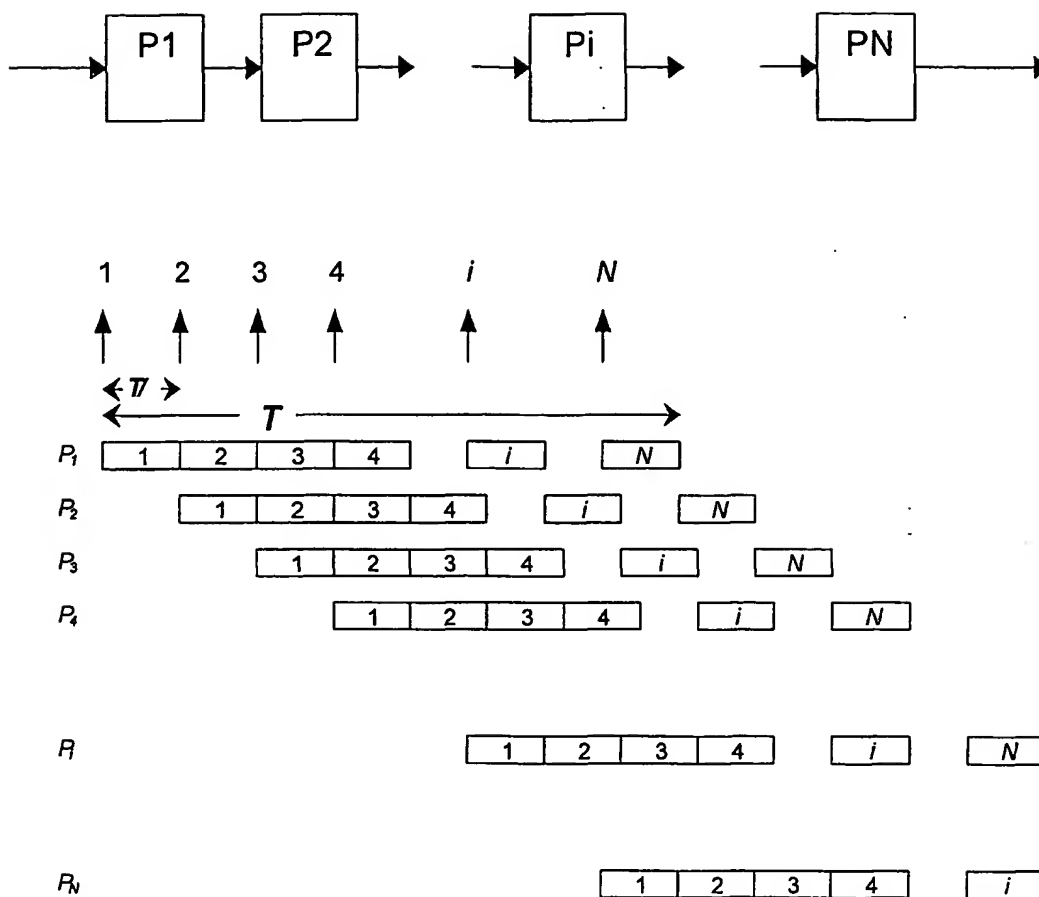 P1 P2 Pi PN
1 2 3 4 i N
T/
T
P1 1 2 3 4 i N
P2 1 2 3 4 i N
P3 1 2 3 4 i N
P4 1 2 3 4 i N
Pi 1 2 3 4 i N
PN 1 2 3 4 i